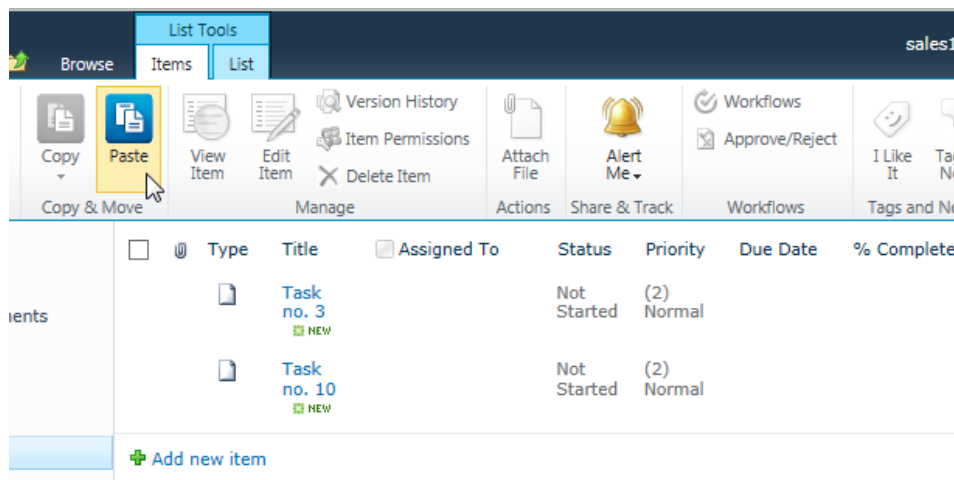 List Tools
sales1
Browse
Items
List
Copy
Paste
View
Item
Edit
Item
Version History
Item Permissions
Delete Item
Attach
File
Alert
Me
Workflows
Approve/Reject
I Like
It
Copy & Move
Manage
Actions
Share & Track
Workflows
Tags and No
Type
Title
Assigned To
Status
Priority
Due Date
% Complete
Task
no. 3
NEW
Not
Started
(2)
Normal
ments
Task
no. 10
NEW
Not
Started
(2)
Normal
Add new item